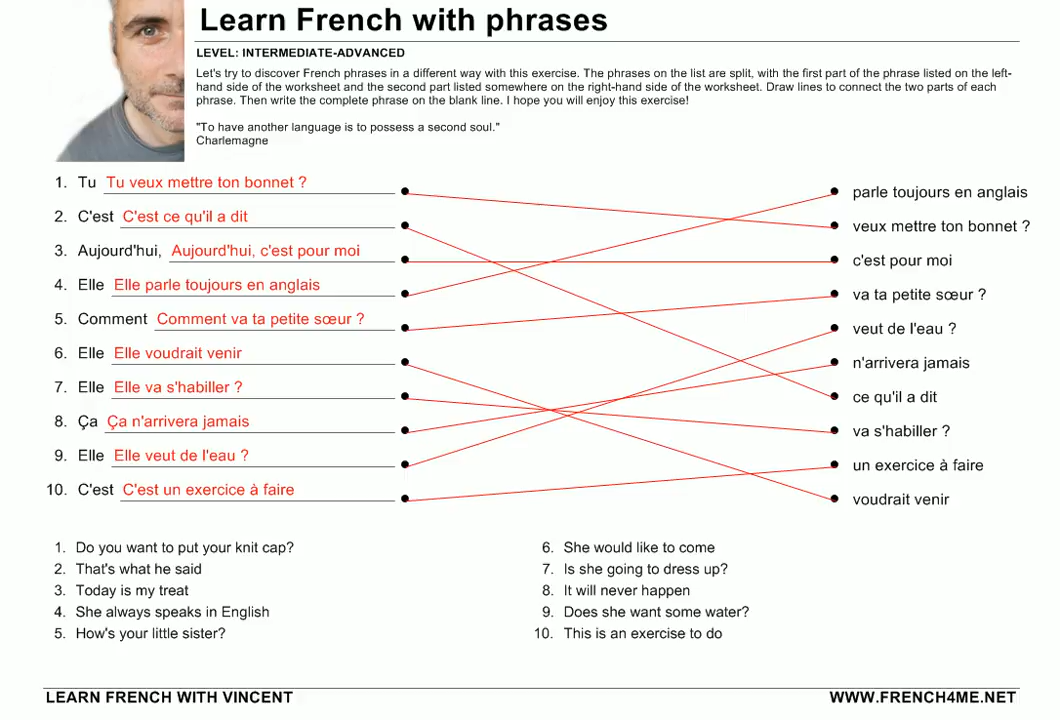 Learn French with phrases
LEVEL: INTERMEDIATE-ADVANCED
Let's try to discover French phrases in a different way with this exercise. The phrases on the list are split, with the first part of the phrase listed on the left-
hand side of the worksheet and the second part listed somewhere on the right-hand side of the worksheet. Draw lines to connect the two parts of each
phrase. Then write the complete phrase on the blank line. I hope you will enjoy this exercise!
"To have another language is to possess a second soul."
Charlemagne
1. Tu Tu veux mettre ton bonnet ?
2. C'est C'est ce qu'il a dit
3. Aujourd'hui, Aujourd'hui, c'est pour moi
4. Elle Elle parle toujours en anglais
5. Comment Comment va ta petite sœur ?
6. Elle Elle voudrait venir
7. Elle Elle va s'habiller ?
8. Ça Ça n'arrivera jamais
9. Elle Elle veut de l'eau ?
10. C'est C'est un exercice à faire
parle toujours en anglais
veux mettre ton bonnet ?
c'est pour moi
va ta petite sœur ?
veut de l'eau ?
n'arrivera jamais
ce qu'il a dit
va s'habiller ?
un exercice à faire
voudrait venir
1. Do you want to put your knit cap?
2. That's what he said
3. Today is my treat
4. She always speaks in English
5. How's your little sister?
6. She would like to come
7. Is she going to dress up?
8. It will never happen
9. Does she want some water?
10. This is an exercise to do
LEARN FRENCH WITH VINCENT
WWW.FRENCH4ME.NET